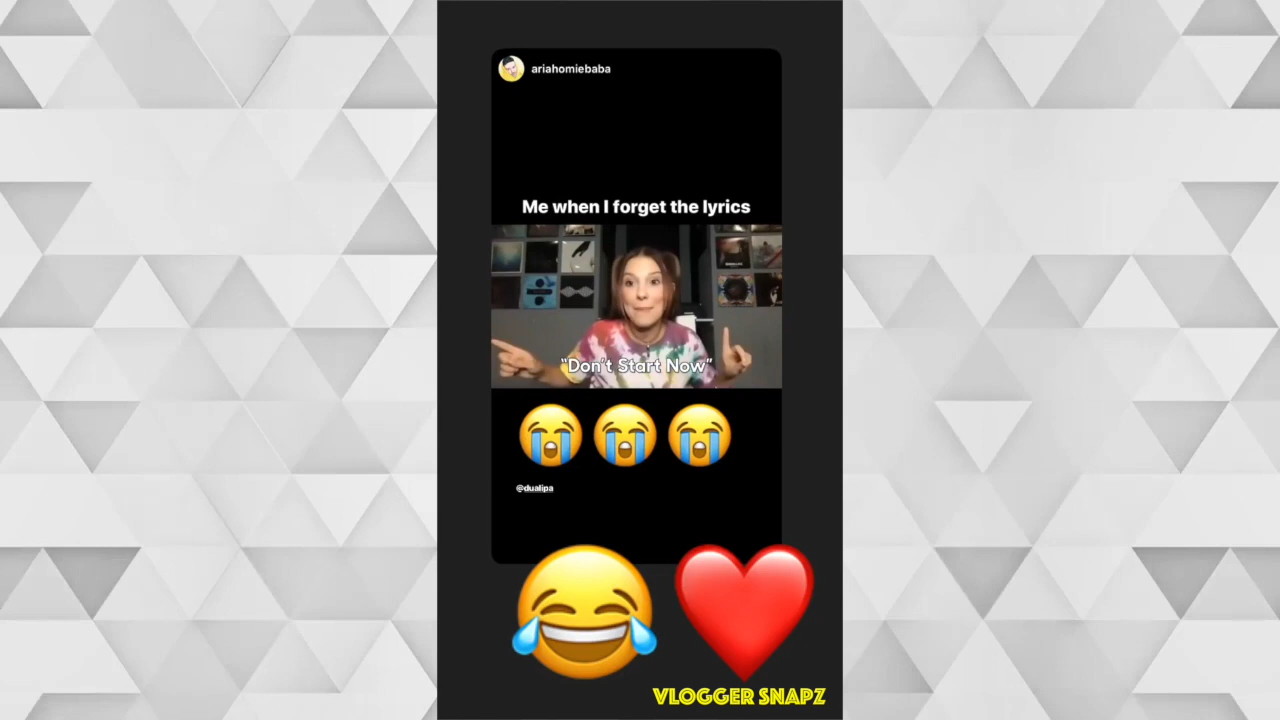 ariahomiebaba
Me when I forget the lyrics
“Don't Start Now”
@dualipa
VLOGGER SNAPZ